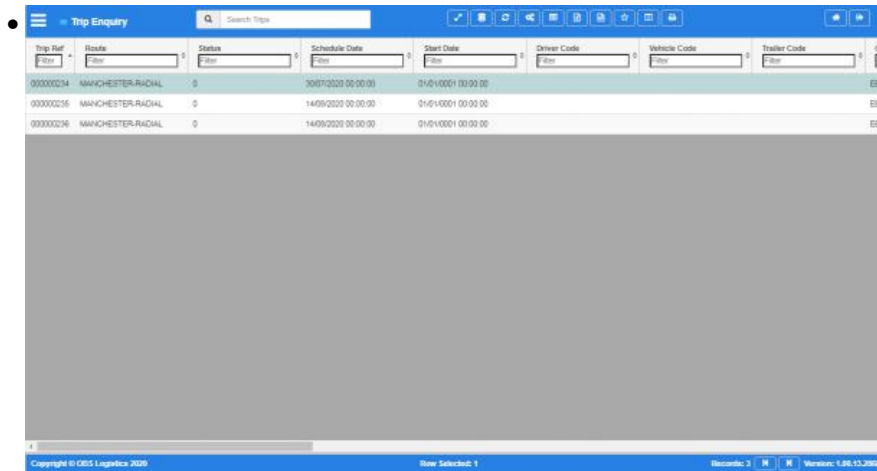 Trip Enquiry Search Trips
Trip Ref Route Status Schedule Date Start Date Driver Code Vehicle Code Trailer Code
Filter Filter Filter Filter Filter Filter Filter Filter
000000234 MANCHESTER-RADIAL 0 30/07/2020 00:00:00 01/01/0001 00:00:00
000000235 MANCHESTER-RADIAL 0 14/09/2020 00:00:00 01/01/0001 00:00:00
000000236 MANCHESTER-RADIAL 0 14/09/2020 00:00:00 01/01/0001 00:00:00
Copyright © OBS Logistics 2020 Row Selected: 1 Records: 3